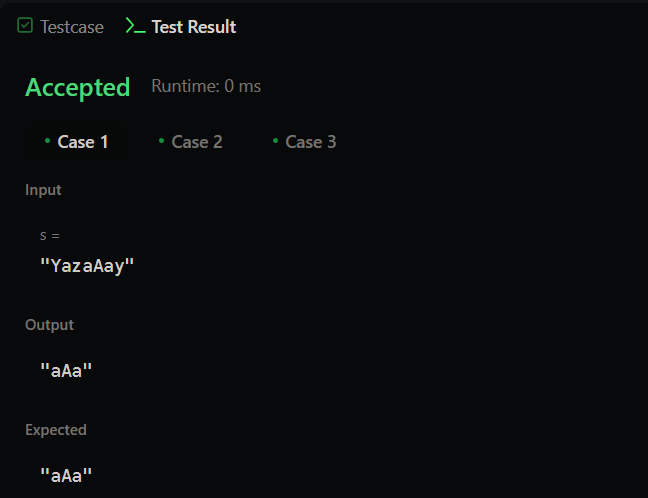 Testcase Test Result
Accepted Runtime: 0 ms
Case 1 Case 2 Case 3
Input
s =
"YazaAay"
Output
"aAa"
Expected
"aAa"